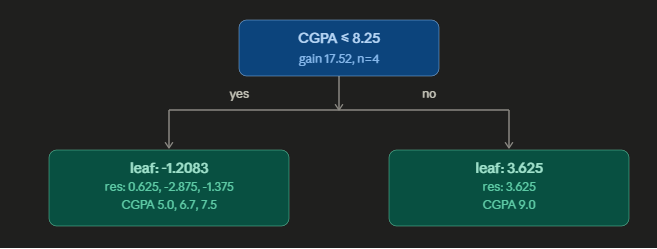 CGPA ≤ 8.25
gain 17.52, n=4
yes
no
leaf: -1.2083
res: 0.625, -2.875, -1.375
CGPA 5.0, 6.7, 7.5
leaf: 3.625
res: 3.625
CGPA 9.0